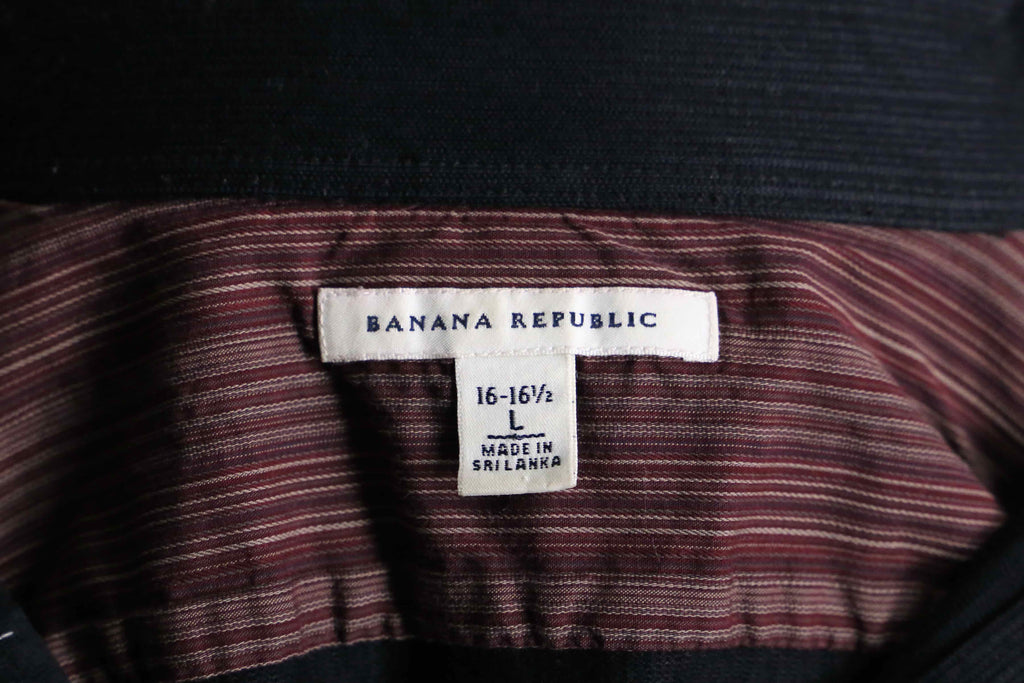 BANANA REPUBLIC
16-16½
L
MADE IN
SRI LANKA